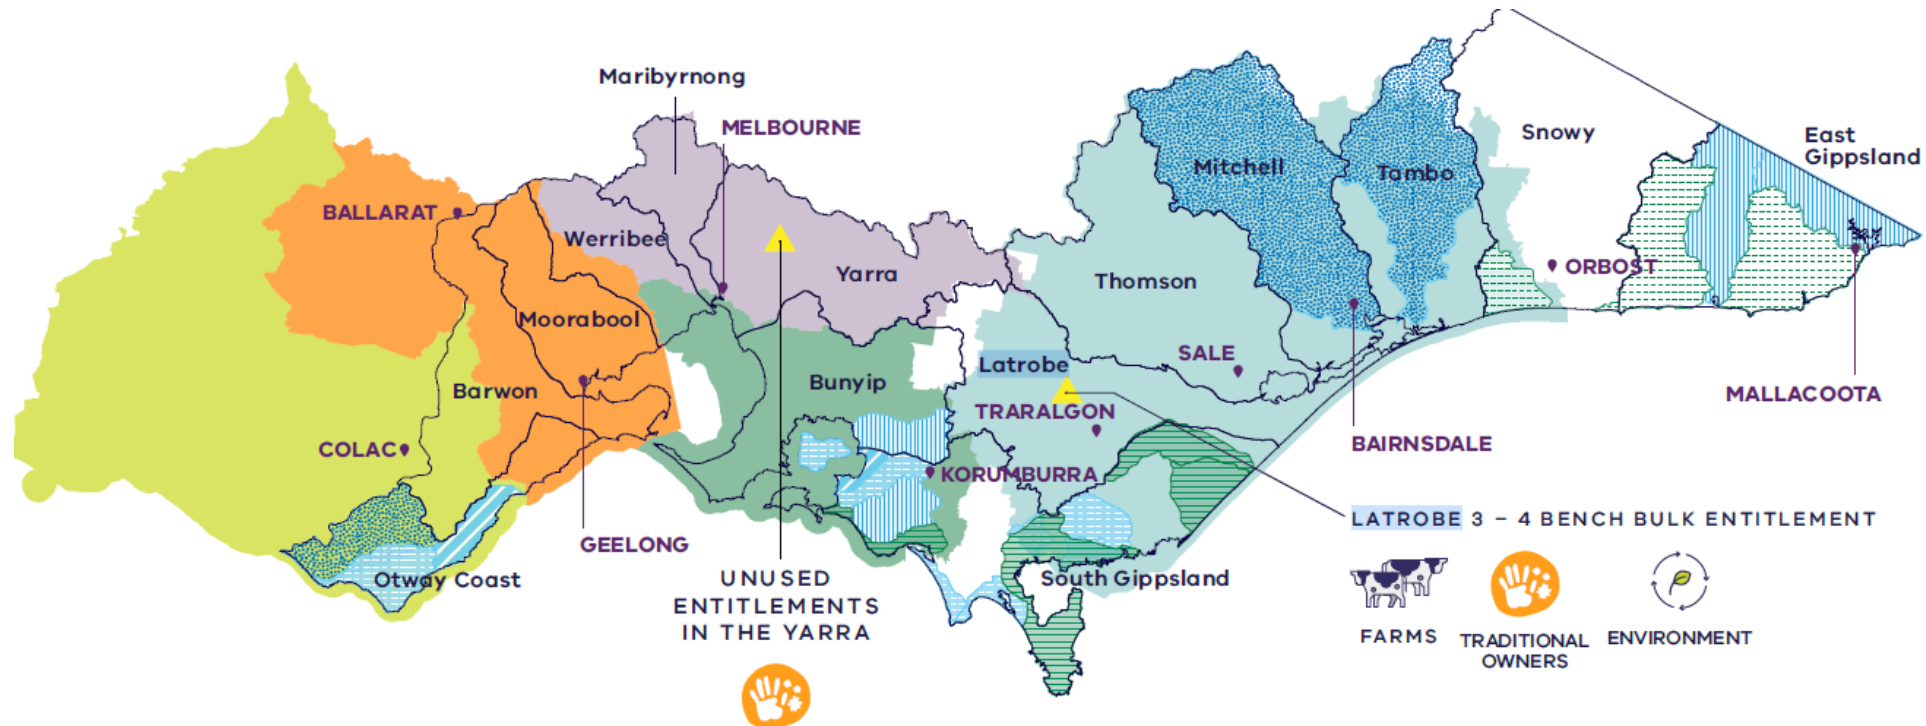 Maribyrnong
MELBOURNE
Snowy
East
Gippsland
Mitchell
Tambo
BALLARAT
Werribee
Yarra
Thomson
ORBOST
Moorabool
Latrobe
SALE
Barwon
Bunyip
TRARALGON
MALLACOOTA
COLAC
BAIRNSDALE
KORUMBURRA
GEELONG
Otway Coast
South Gippsland
UNUSED
ENTITLEMENTS
IN THE YARRA
LATROBE 3 – 4 BENCH BULK ENTITLEMENT
FARMS
TRADITIONAL
OWNERS
ENVIRONMENT